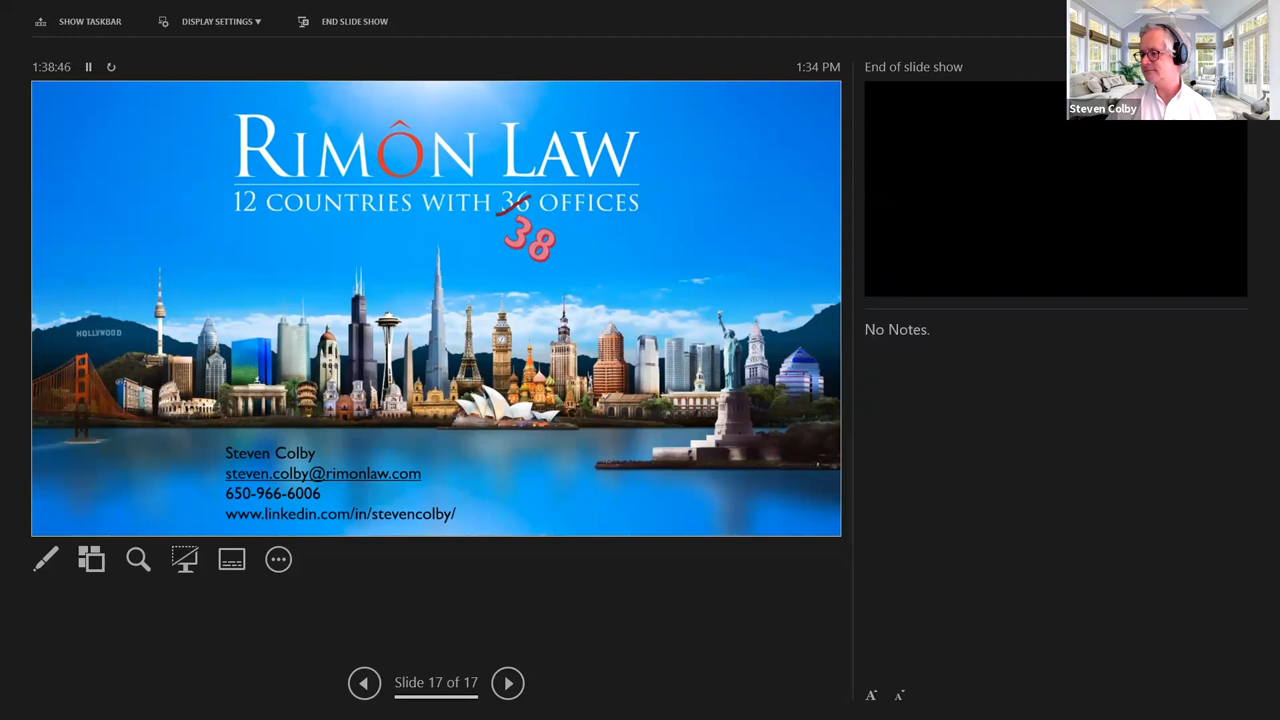 SHOW TASKBAR
DISPLAY SETTINGS ▾
END SLIDE SHOW
1:38:46
1:34 PM
End of slide show
Steven Colby
RIMÔN LAW
12 COUNTRIES WITH 36 OFFICES
38
HOLLYWOOD
No Notes.
Steven Colby
steven.colby@rimonlaw.com
650-966-6006
www.linkedin.com/in/stevencolby/
Slide 17 of 17
A A